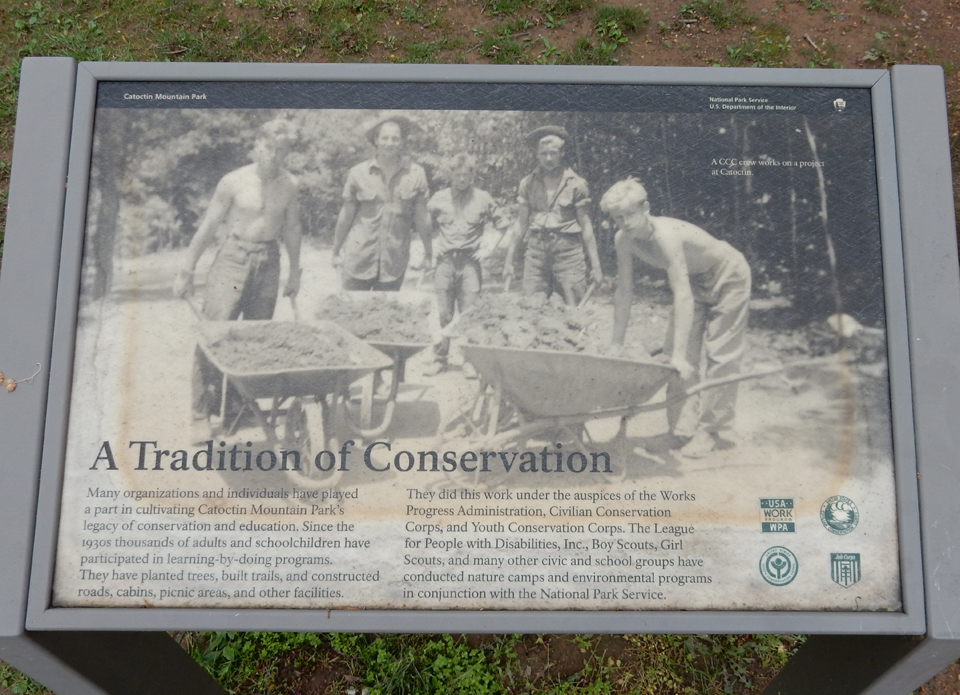 Catoctin Mountain Park
National Park Service
U.S. Department of the Interior
A CCC crew works on a project
at Catoctin.
A Tradition of Conservation
Many organizations and individuals have played
a part in cultivating Catoctin Mountain Park's
legacy of conservation and education. Since the
1930s thousands of adults and schoolchildren have
participated in learning-by-doing programs.
They have planted trees, built trails, and constructed
roads, cabins, picnic areas, and other facilities.
They did this work under the auspices of the Works
Progress Administration, Civilian Conservation
Corps, and Youth Conservation Corps. The League
for People with Disabilities, Inc., Boy Scouts, Girl
Scouts, and many other civic and school groups have
conducted nature camps and environmental programs
in conjunction with the National Park Service.
USA
WORK
PROGRAM
WPA
Job Corps